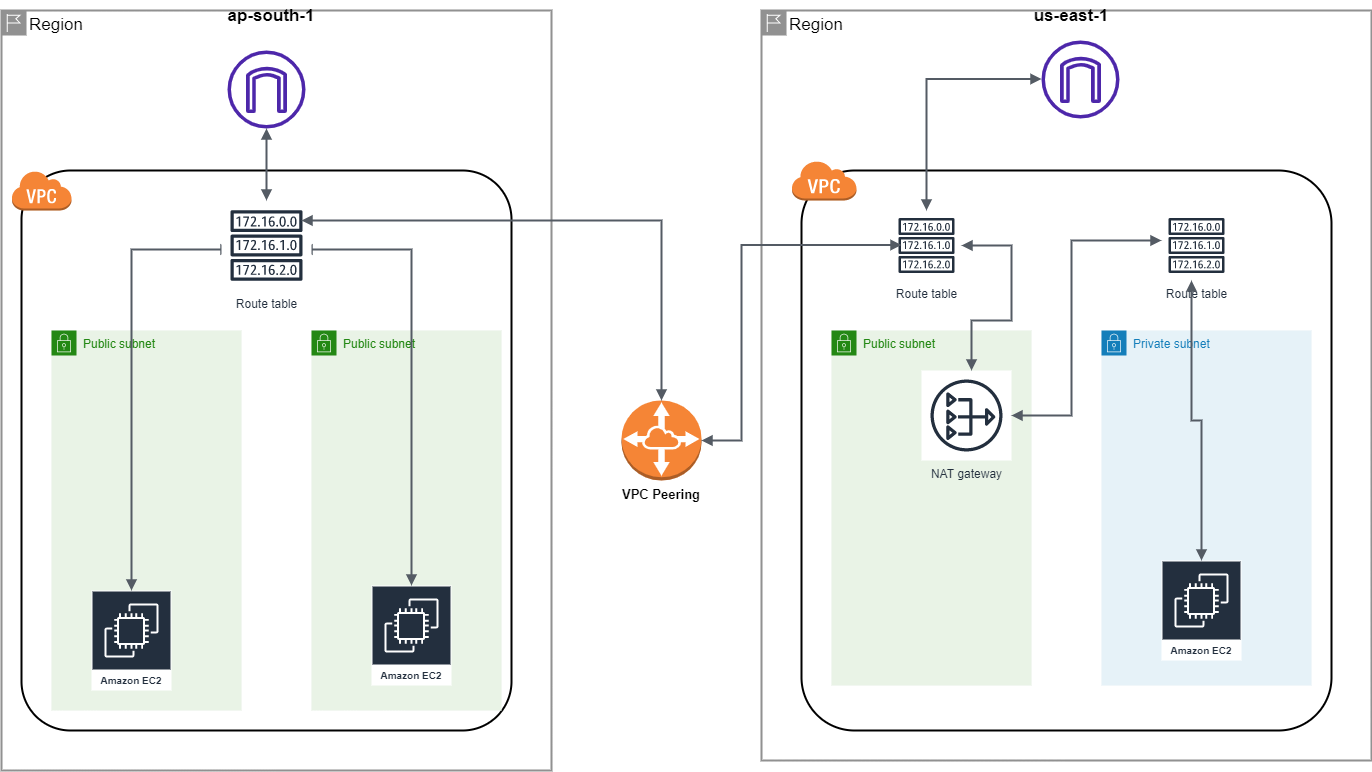 ap-south-1
Region
VPC
172.16.0.0
172.16.1.0
172.16.2.0
Route table
Public subnet
Public subnet
Amazon EC2
Amazon EC2
VPC Peering
us-east-1
Region
VPC
172.16.0.0
172.16.1.0
172.16.2.0
Route table
172.16.0.0
172.16.1.0
172.16.2.0
Route table
Public subnet
NAT gateway
Private subnet
Amazon EC2